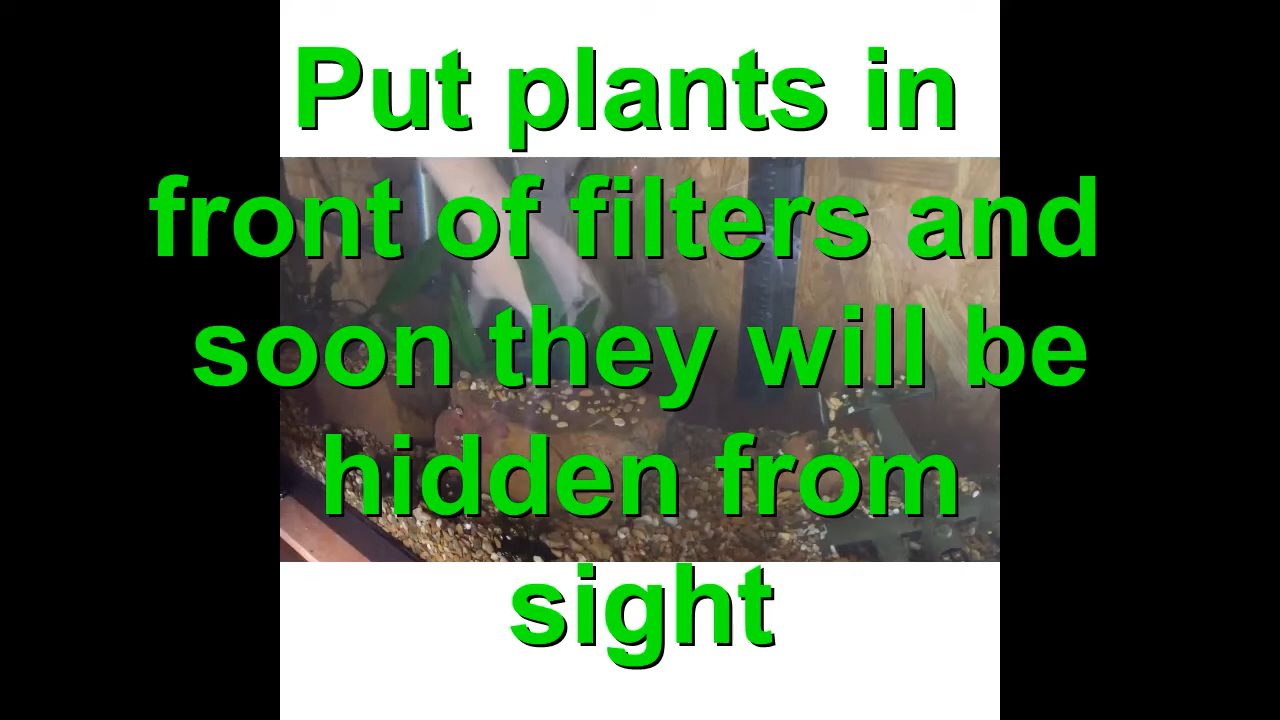 Put plants in
front of filters and
soon they will be
hidden from
sight